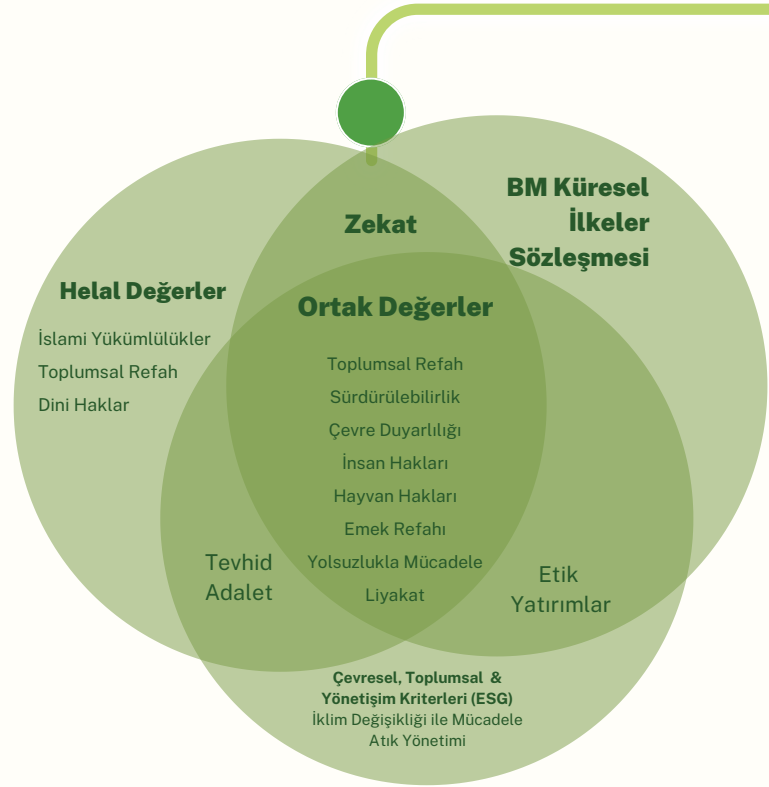 BM Küresel
İlkeler
Sözleşmesi
Zekat
Helal Değerler
İslami Yükümlülükler
Toplumsal Refah
Dini Haklar
Ortak Değerler
Toplumsal Refah
Sürdürülebilirlik
Çevre Duyarlılığı
İnsan Hakları
Hayvan Hakları
Emek Refahı
Yolsuzlukla Mücadele
Liyakat
Tevhid
Adalet
Etik
Yatırımlar
Çevresel, Toplumsal &
Yönetişim Kriterleri (ESG)
İklim Değişikliği ile Mücadele
Atık Yönetimi